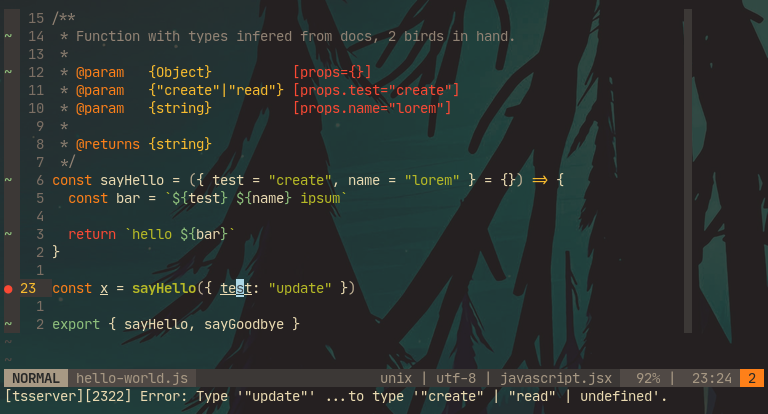 15 /**
~ 14  * Function with types infered from docs, 2 birds in hand.
13  *
~ 12  * @param   {Object}          [props={}]
11  * @param   {"create"|"read"} [props.test="create"]
10  * @param   {string}          [props.name="lorem"]
9  *
8  * @returns {string}
7  */
~ 6 const sayHello = ({ test = "create", name = "lorem" } = {}) => {
5   const bar = `${test} ${name} ipsum`
4
~ 3   return `hello ${bar}`
2 }
1
● 23 const x = sayHello({ test: "update" })
1
~ 2 export { sayHello, sayGoodbye }
~
~
NORMAL hello-world.js unix | utf-8 | javascript.jsx 92% | 23:24 2
[tsserver][2322] Error: Type '"update"' ...to type '"create" | "read" | undefined'.